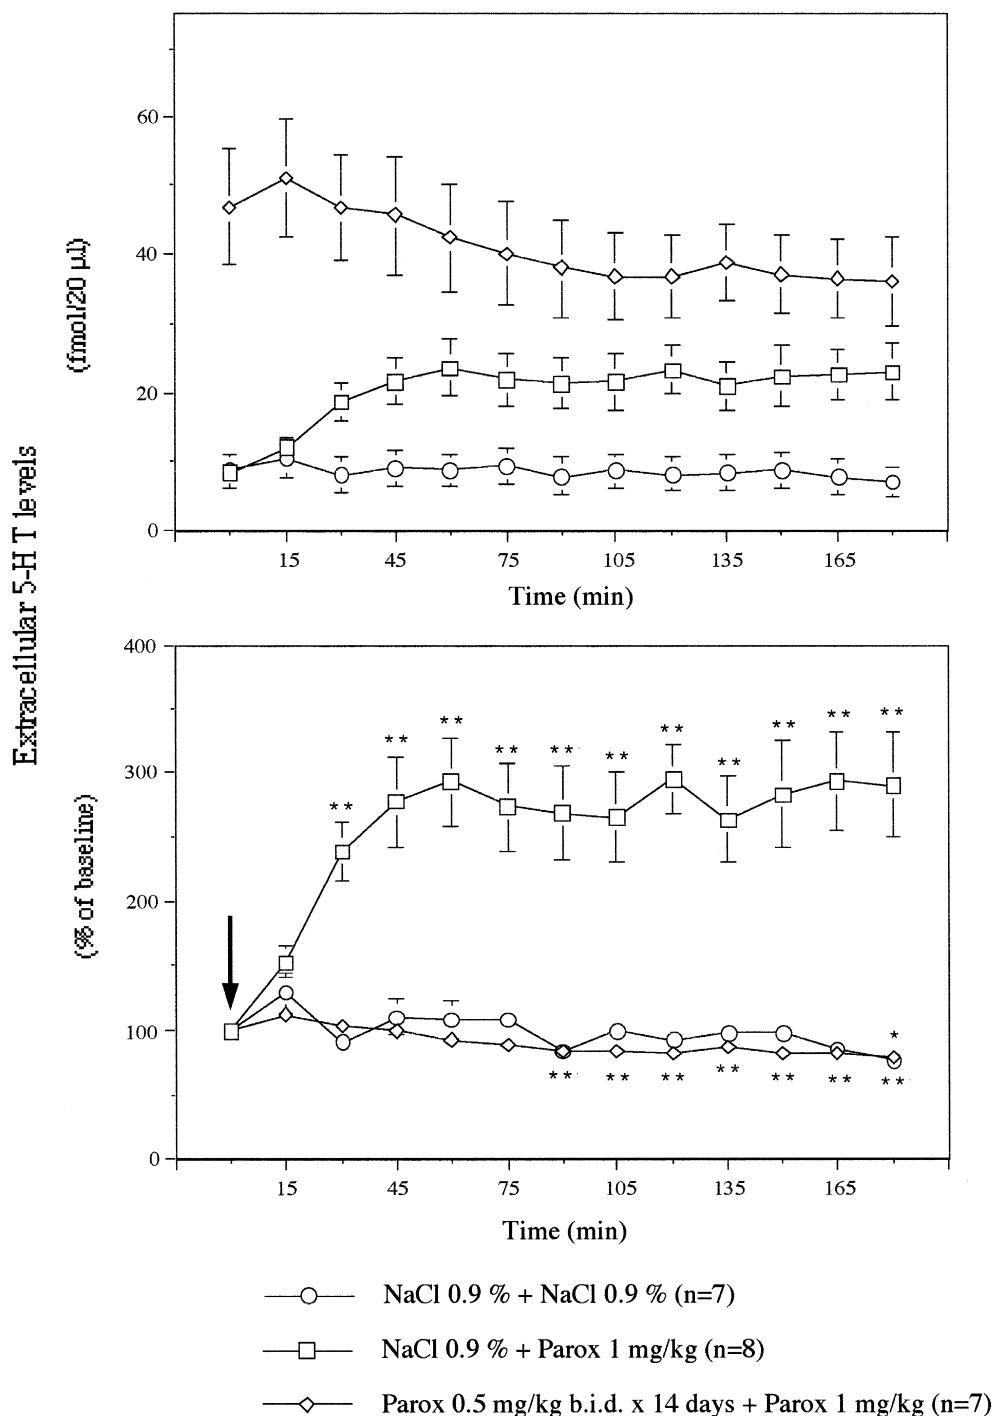 Extracellular 5-H T levels
(fmol/20 µl)
60
40
20
0
15 45 75 105 135 165
Time (min)
(% of baseline)
400
300
200
100
0
** ** ** ** ** ** ** ** ** ** **
*
** ** ** ** ** ** **
15 45 75 105 135 165
Time (min)
NaCl 0.9 % + NaCl 0.9 % (n=7)
NaCl 0.9 % + Parox 1 mg/kg (n=8)
Parox 0.5 mg/kg b.i.d. x 14 days + Parox 1 mg/kg (n=7)